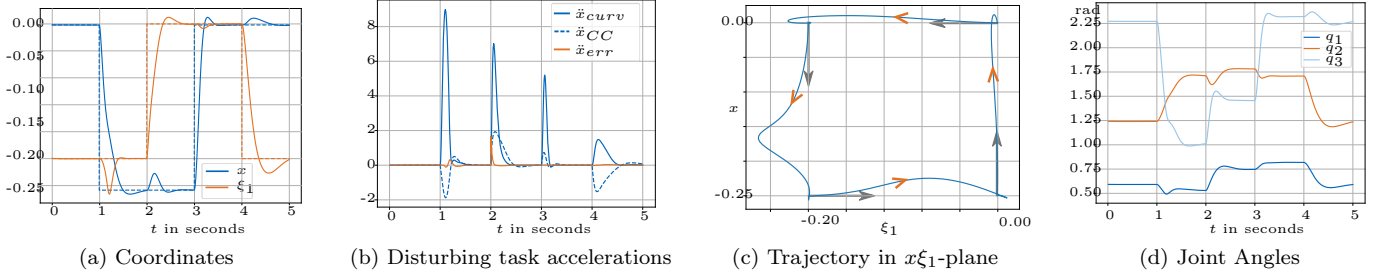 0.00
-0.05
-0.10
-0.15
-0.20
-0.25
x
ξ1
0 1 2 3 4 5
t in seconds
(a) Coordinates
8
6
4
2
0
-2
ẍcurv
ẍCC
ẍerr
0 1 2 3 4 5
t in seconds
(b) Disturbing task accelerations
0.00
x
-0.25
-0.20 0.00
ξ1
(c) Trajectory in xξ1-plane
rad
2.25
2.00
1.75
1.50
1.25
1.00
0.75
0.50
q1
q2
q3
0 1 2 3 4 5
t in seconds
(d) Joint Angles